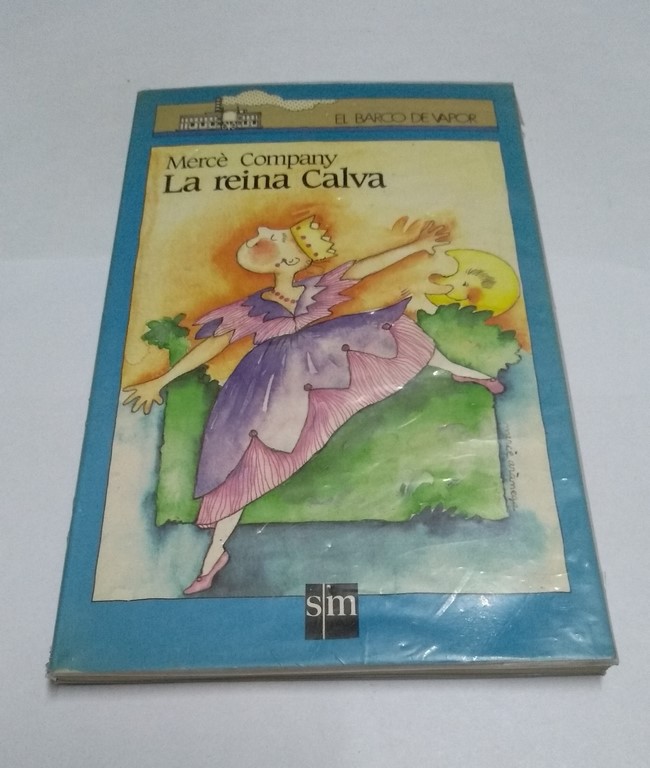 EL BARCO DE VAPOR
Mercè Company
La reina Calva
sm